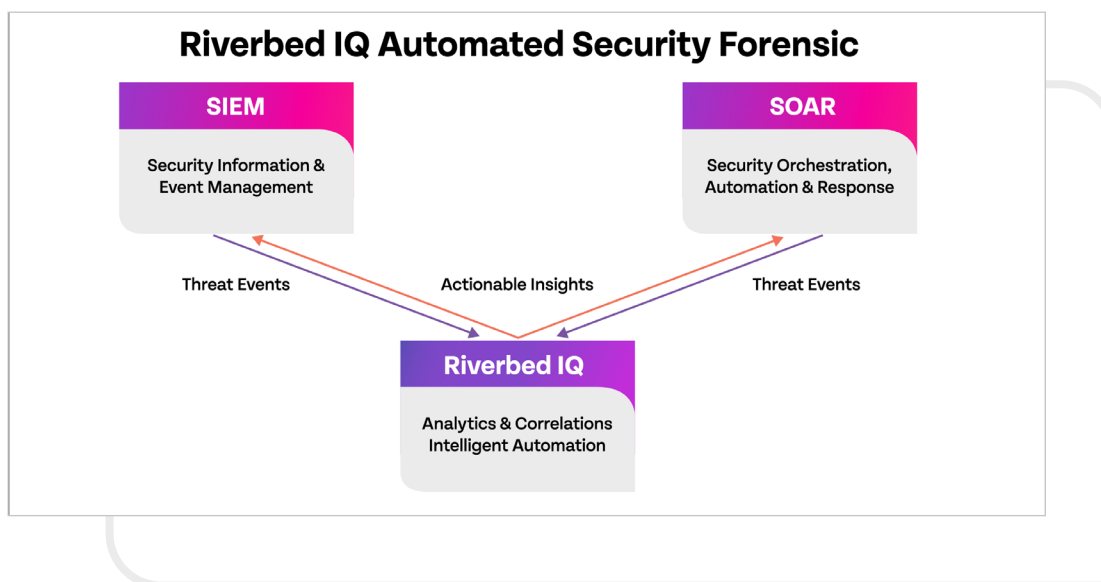 Riverbed IQ Automated Security Forensic
SIEM
Security Information &
Event Management
SOAR
Security Orchestration,
Automation & Response
Threat Events
Actionable Insights
Threat Events
Riverbed IQ
Analytics & Correlations
Intelligent Automation